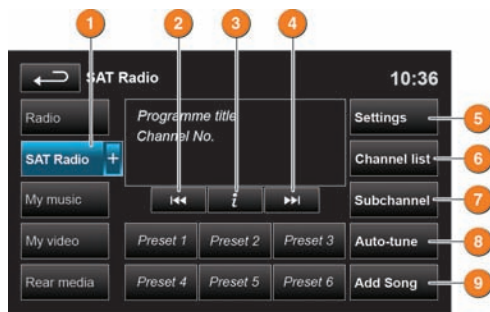 1 2 3 4
SAT Radio 10:36
Radio
Programme title
Channel No.
Settings 5
SAT Radio +
Channel list 6
My music
i
Subchannel 7
My video
Preset 1 Preset 2 Preset 3
Auto-tune 8
Rear media
Preset 4 Preset 5 Preset 6
Add Song 9